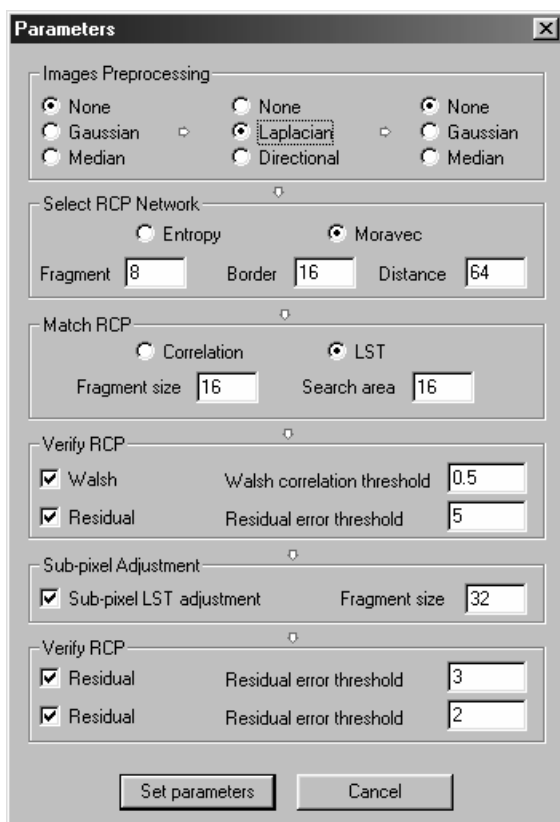 Parameters
Images Preprocessing
None None None
Gaussian Laplacian Gaussian
Median Directional Median
Select RCP Network
Entropy Moravec
Fragment 8 Border 16 Distance 64
Match RCP
Correlation LST
Fragment size 16 Search area 16
Verify RCP
Walsh Walsh correlation threshold 0.5
Residual Residual error threshold 5
Sub-pixel Adjustment
Sub-pixel LST adjustment Fragment size 32
Verify RCP
Residual Residual error threshold 3
Residual Residual error threshold 2
Set parameters Cancel